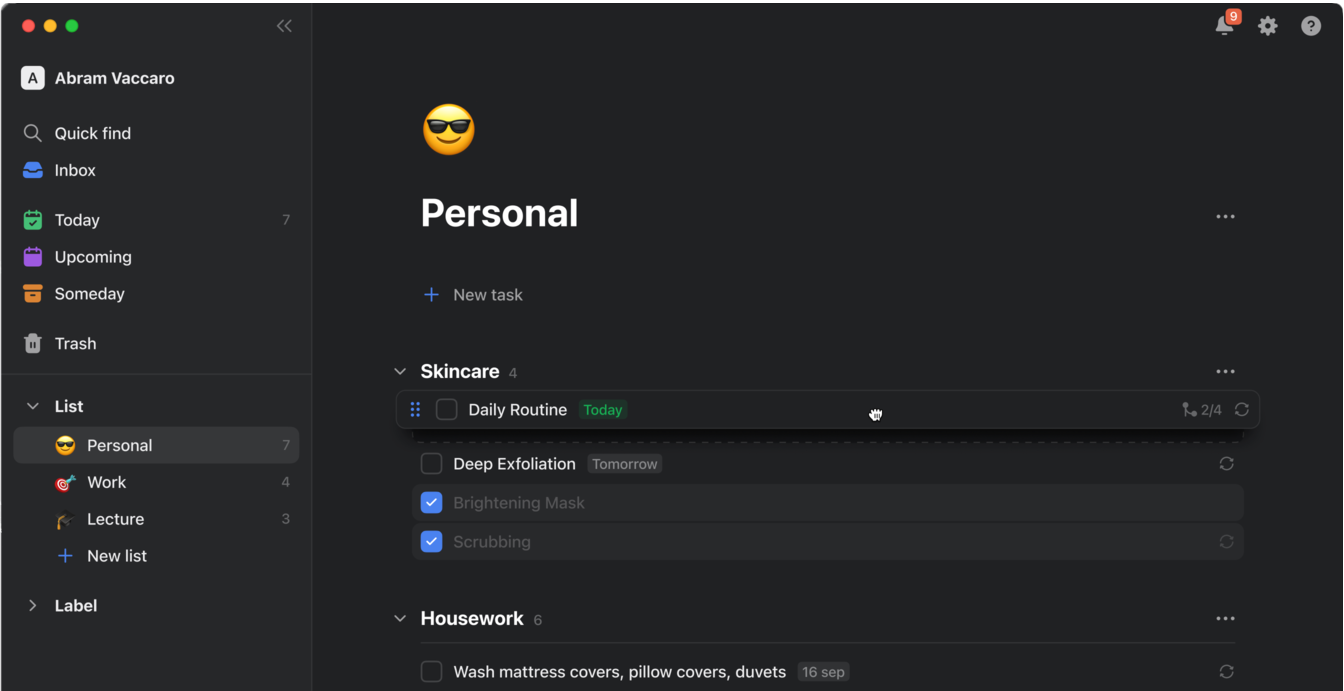 9
?
A Abram Vaccaro
Quick find
Inbox
Today 7
Upcoming
Someday
Trash
List
Personal 7
Work 4
Lecture 3
New list
Label
Personal
New task
Skincare 4
Daily Routine Today 2/4
Deep Exfoliation Tomorrow
Brightening Mask
Scrubbing
Housework 6
Wash mattress covers, pillow covers, duvets 16 sep